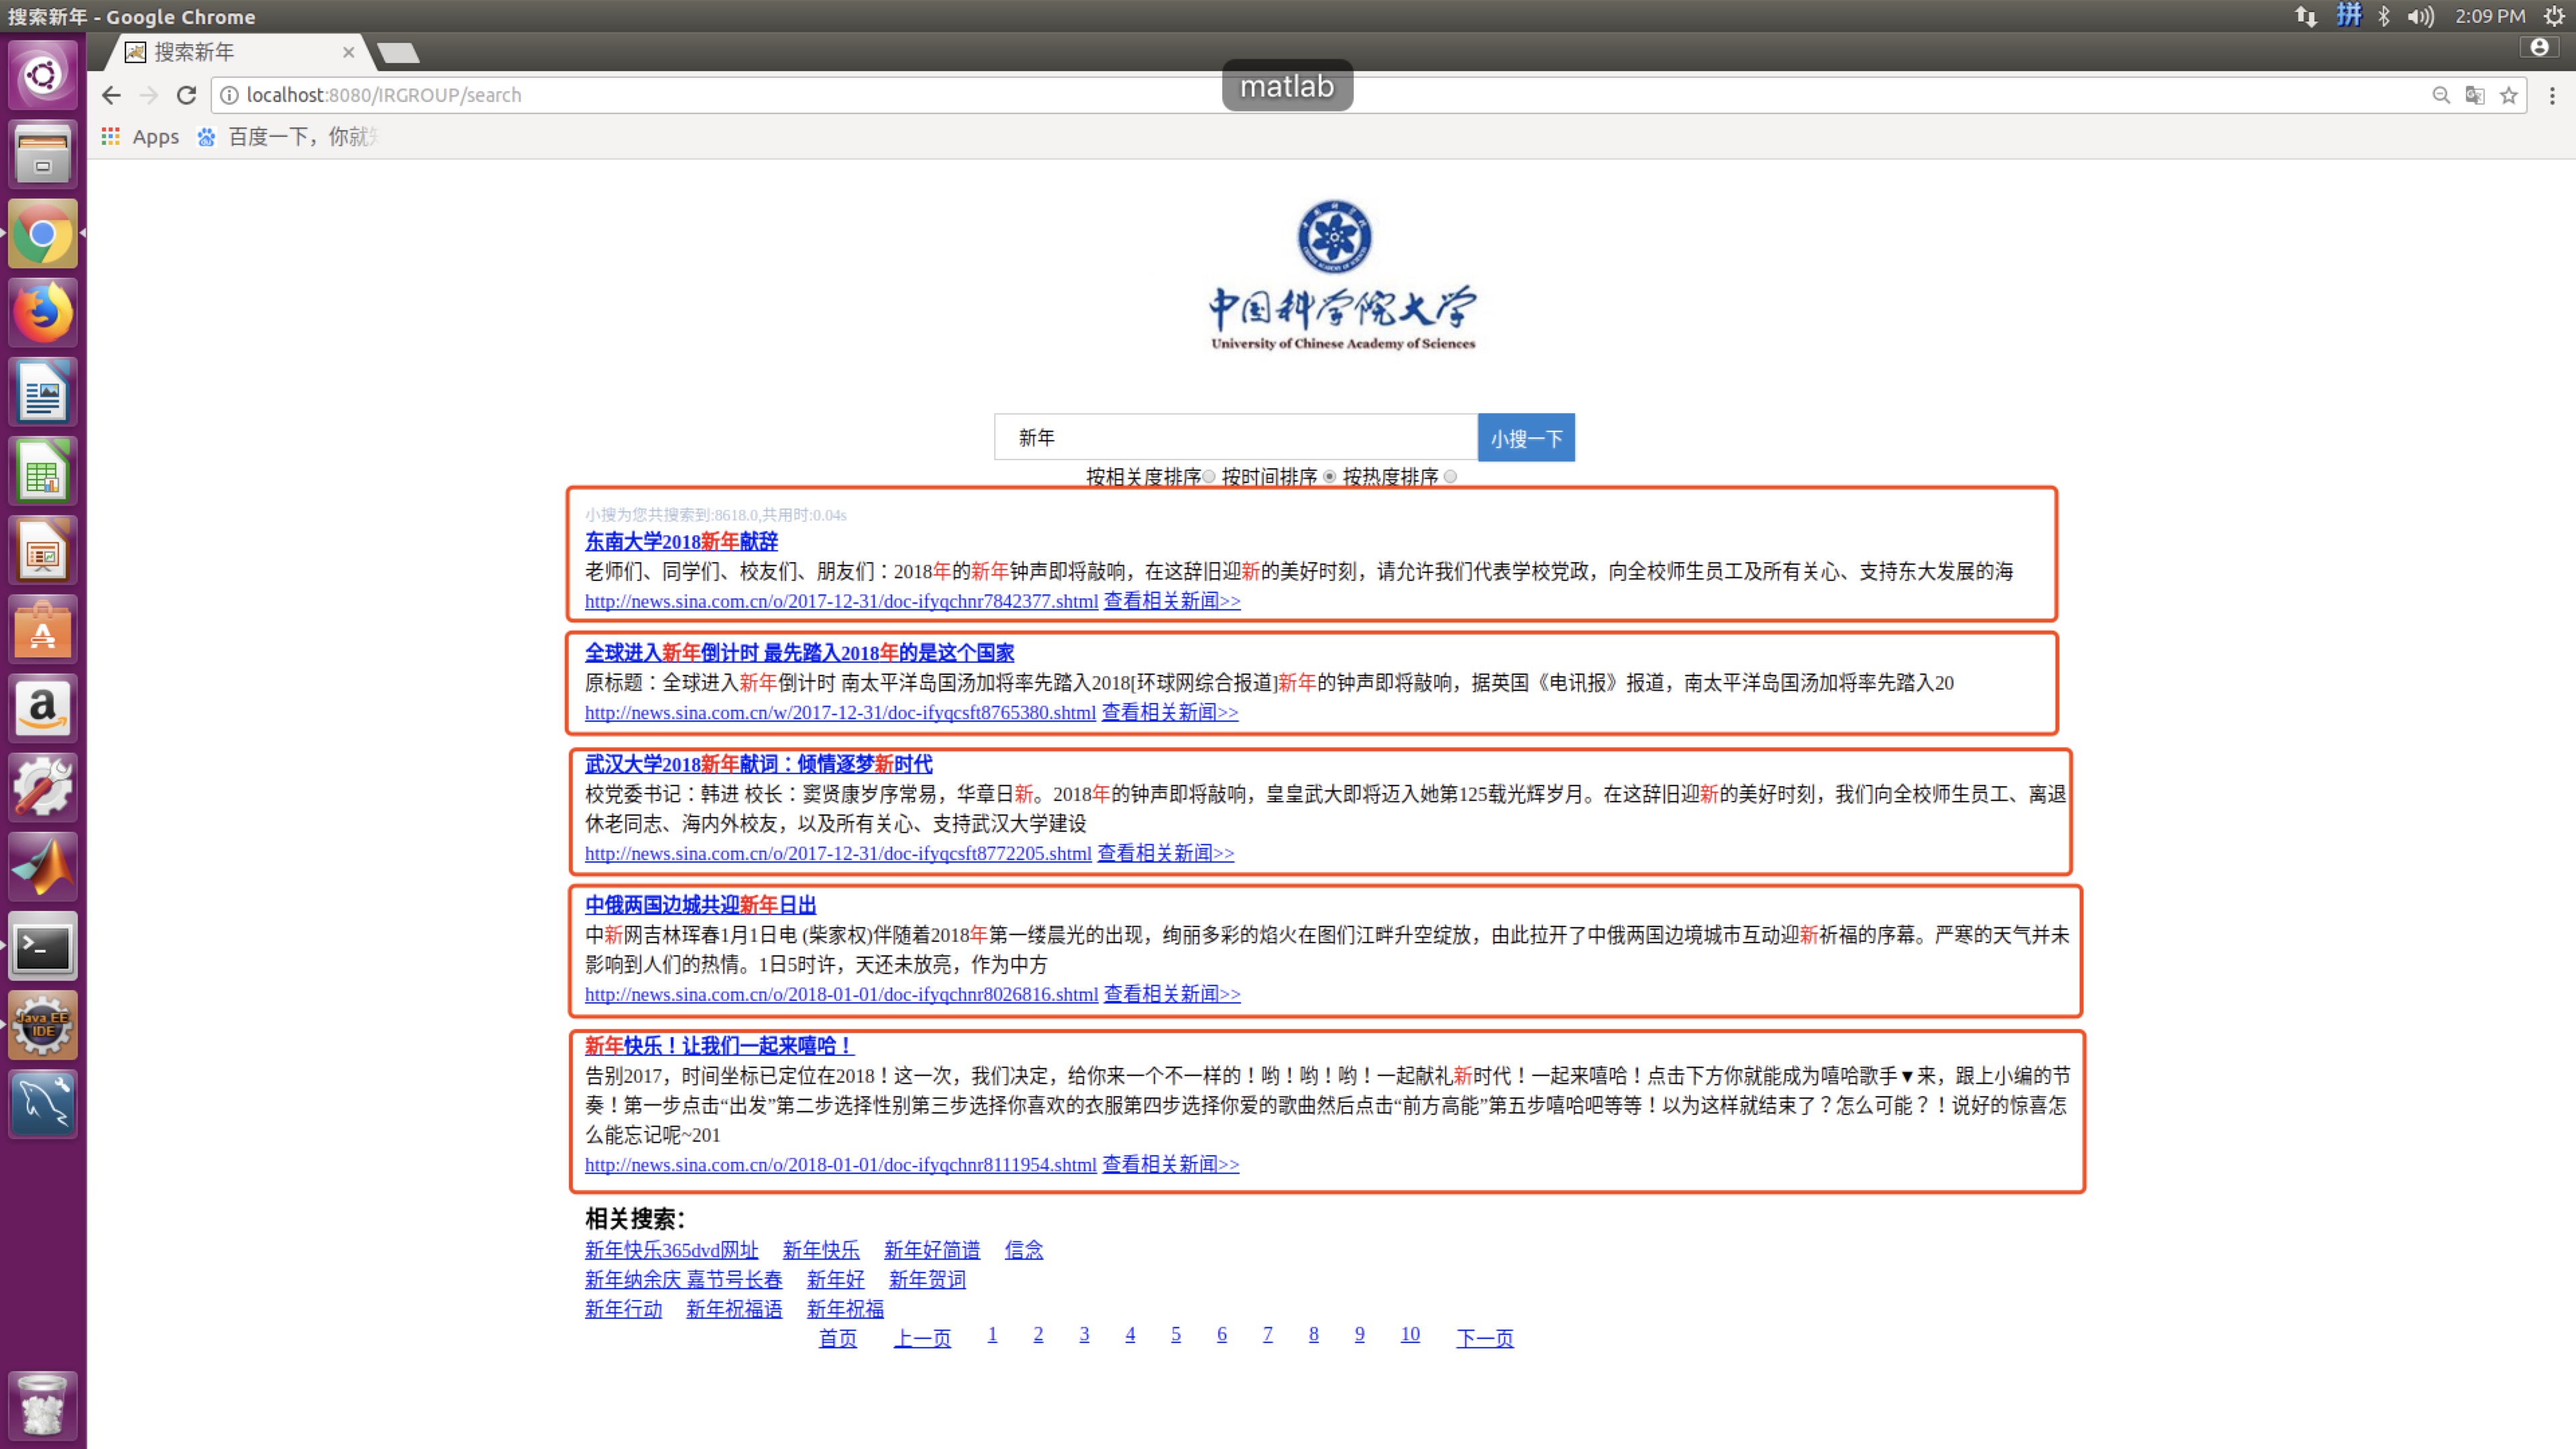 搜索新年 - Google Chrome
拼
2:09 PM
搜索新年
matlab
localhost:8080/IRGROUP/search
Apps
百度一下，你就
中国科学院大学
University of Chinese Academy of Sciences
新年
小搜一下
按相关度排序 按时间排序 按热度排序
小搜为您共搜索到:8618.0,共用时:0.04s
东南大学2018新年献辞
老师们、同学们、校友们、朋友们：2018年的新年钟声即将敲响，在这辞旧迎新的美好时刻，请允许我们代表学校党政，向全校师生员工及所有关心、支持东大发展的海
http://news.sina.com.cn/o/2017-12-31/doc-ifyqchnr7842377.shtml 查看相关新闻>>
全球进入新年倒计时 最先踏入2018年的是这个国家
原标题：全球进入新年倒计时 南太平洋岛国汤加将率先踏入2018[环球网综合报道]新年的钟声即将敲响，据英国《电讯报》报道，南太平洋岛国汤加将率先踏入20
http://news.sina.com.cn/w/2017-12-31/doc-ifyqcsft8765380.shtml 查看相关新闻>>
武汉大学2018新年献词：倾情逐梦新时代
校党委书记：韩进 校长：窦贤康岁序常易，华章日新。2018年的钟声即将敲响，皇皇武大即将迈入她第125载光辉岁月。在这辞旧迎新的美好时刻，我们向全校师生员工、离退
休老同志、海内外校友，以及所有关心、支持武汉大学建设
http://news.sina.com.cn/o/2017-12-31/doc-ifyqcsft8772205.shtml 查看相关新闻>>
中俄两国边城共迎新年日出
中新网吉林珲春1月1日电 (柴家权)伴随着2018年第一缕晨光的出现，绚丽多彩的焰火在图们江畔升空绽放，由此拉开了中俄两国边境城市互动迎新祈福的序幕。严寒的天气并未
影响到人们的热情。1日5时许，天还未放亮，作为中方
http://news.sina.com.cn/o/2018-01-01/doc-ifyqchnr8026816.shtml 查看相关新闻>>
新年快乐！让我们一起来嘻哈！
告别2017，时间坐标已定位在2018！这一次，我们决定，给你来一个不一样的！哟！哟！哟！一起献礼新时代！一起来嘻哈！点击下方你就能成为嘻哈歌手▼来，跟上小编的节
奏！第一步点击“出发”第二步选择性别第三步选择你喜欢的衣服第四步选择你爱的歌曲然后点击“前方高能”第五步嘻哈吧等等！以为这样就结束了？怎么可能？！说好的惊喜怎
么能忘记呢~201
http://news.sina.com.cn/o/2018-01-01/doc-ifyqchnr8111954.shtml 查看相关新闻>>
相关搜索：
新年快乐365dvd网址 新年快乐 新年好简谱 信念
新年纳余庆 嘉节号长春 新年好 新年贺词
新年行动 新年祝福语 新年祝福
首页 上一页 1 2 3 4 5 6 7 8 9 10 下一页
Java EE
IDE